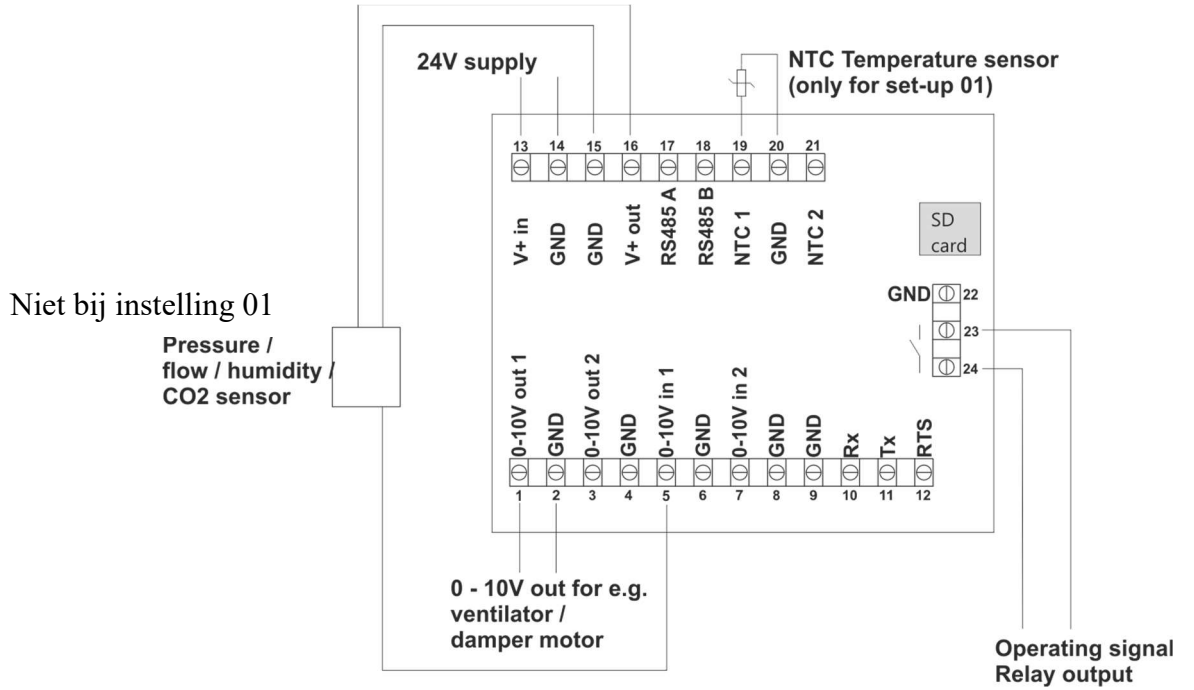 24V supply
NTC Temperature sensor
(only for set-up 01)
13 14 15 16 17 18 19 20 21
V+ in
GND
GND
V+ out
RS485 A
RS485 B
NTC 1
GND
NTC 2
SD
card
GND 22
23
24
Niet bij instelling 01
Pressure /
flow / humidity /
CO2 sensor
0-10V out 1
GND
0-10V out 2
GND
0-10V in 1
GND
0-10V in 2
GND
GND
Rx
Tx
RTS
1 2 3 4 5 6 7 8 9 10 11 12
0 - 10V out for e.g.
ventilator /
damper motor
Operating signal
Relay output